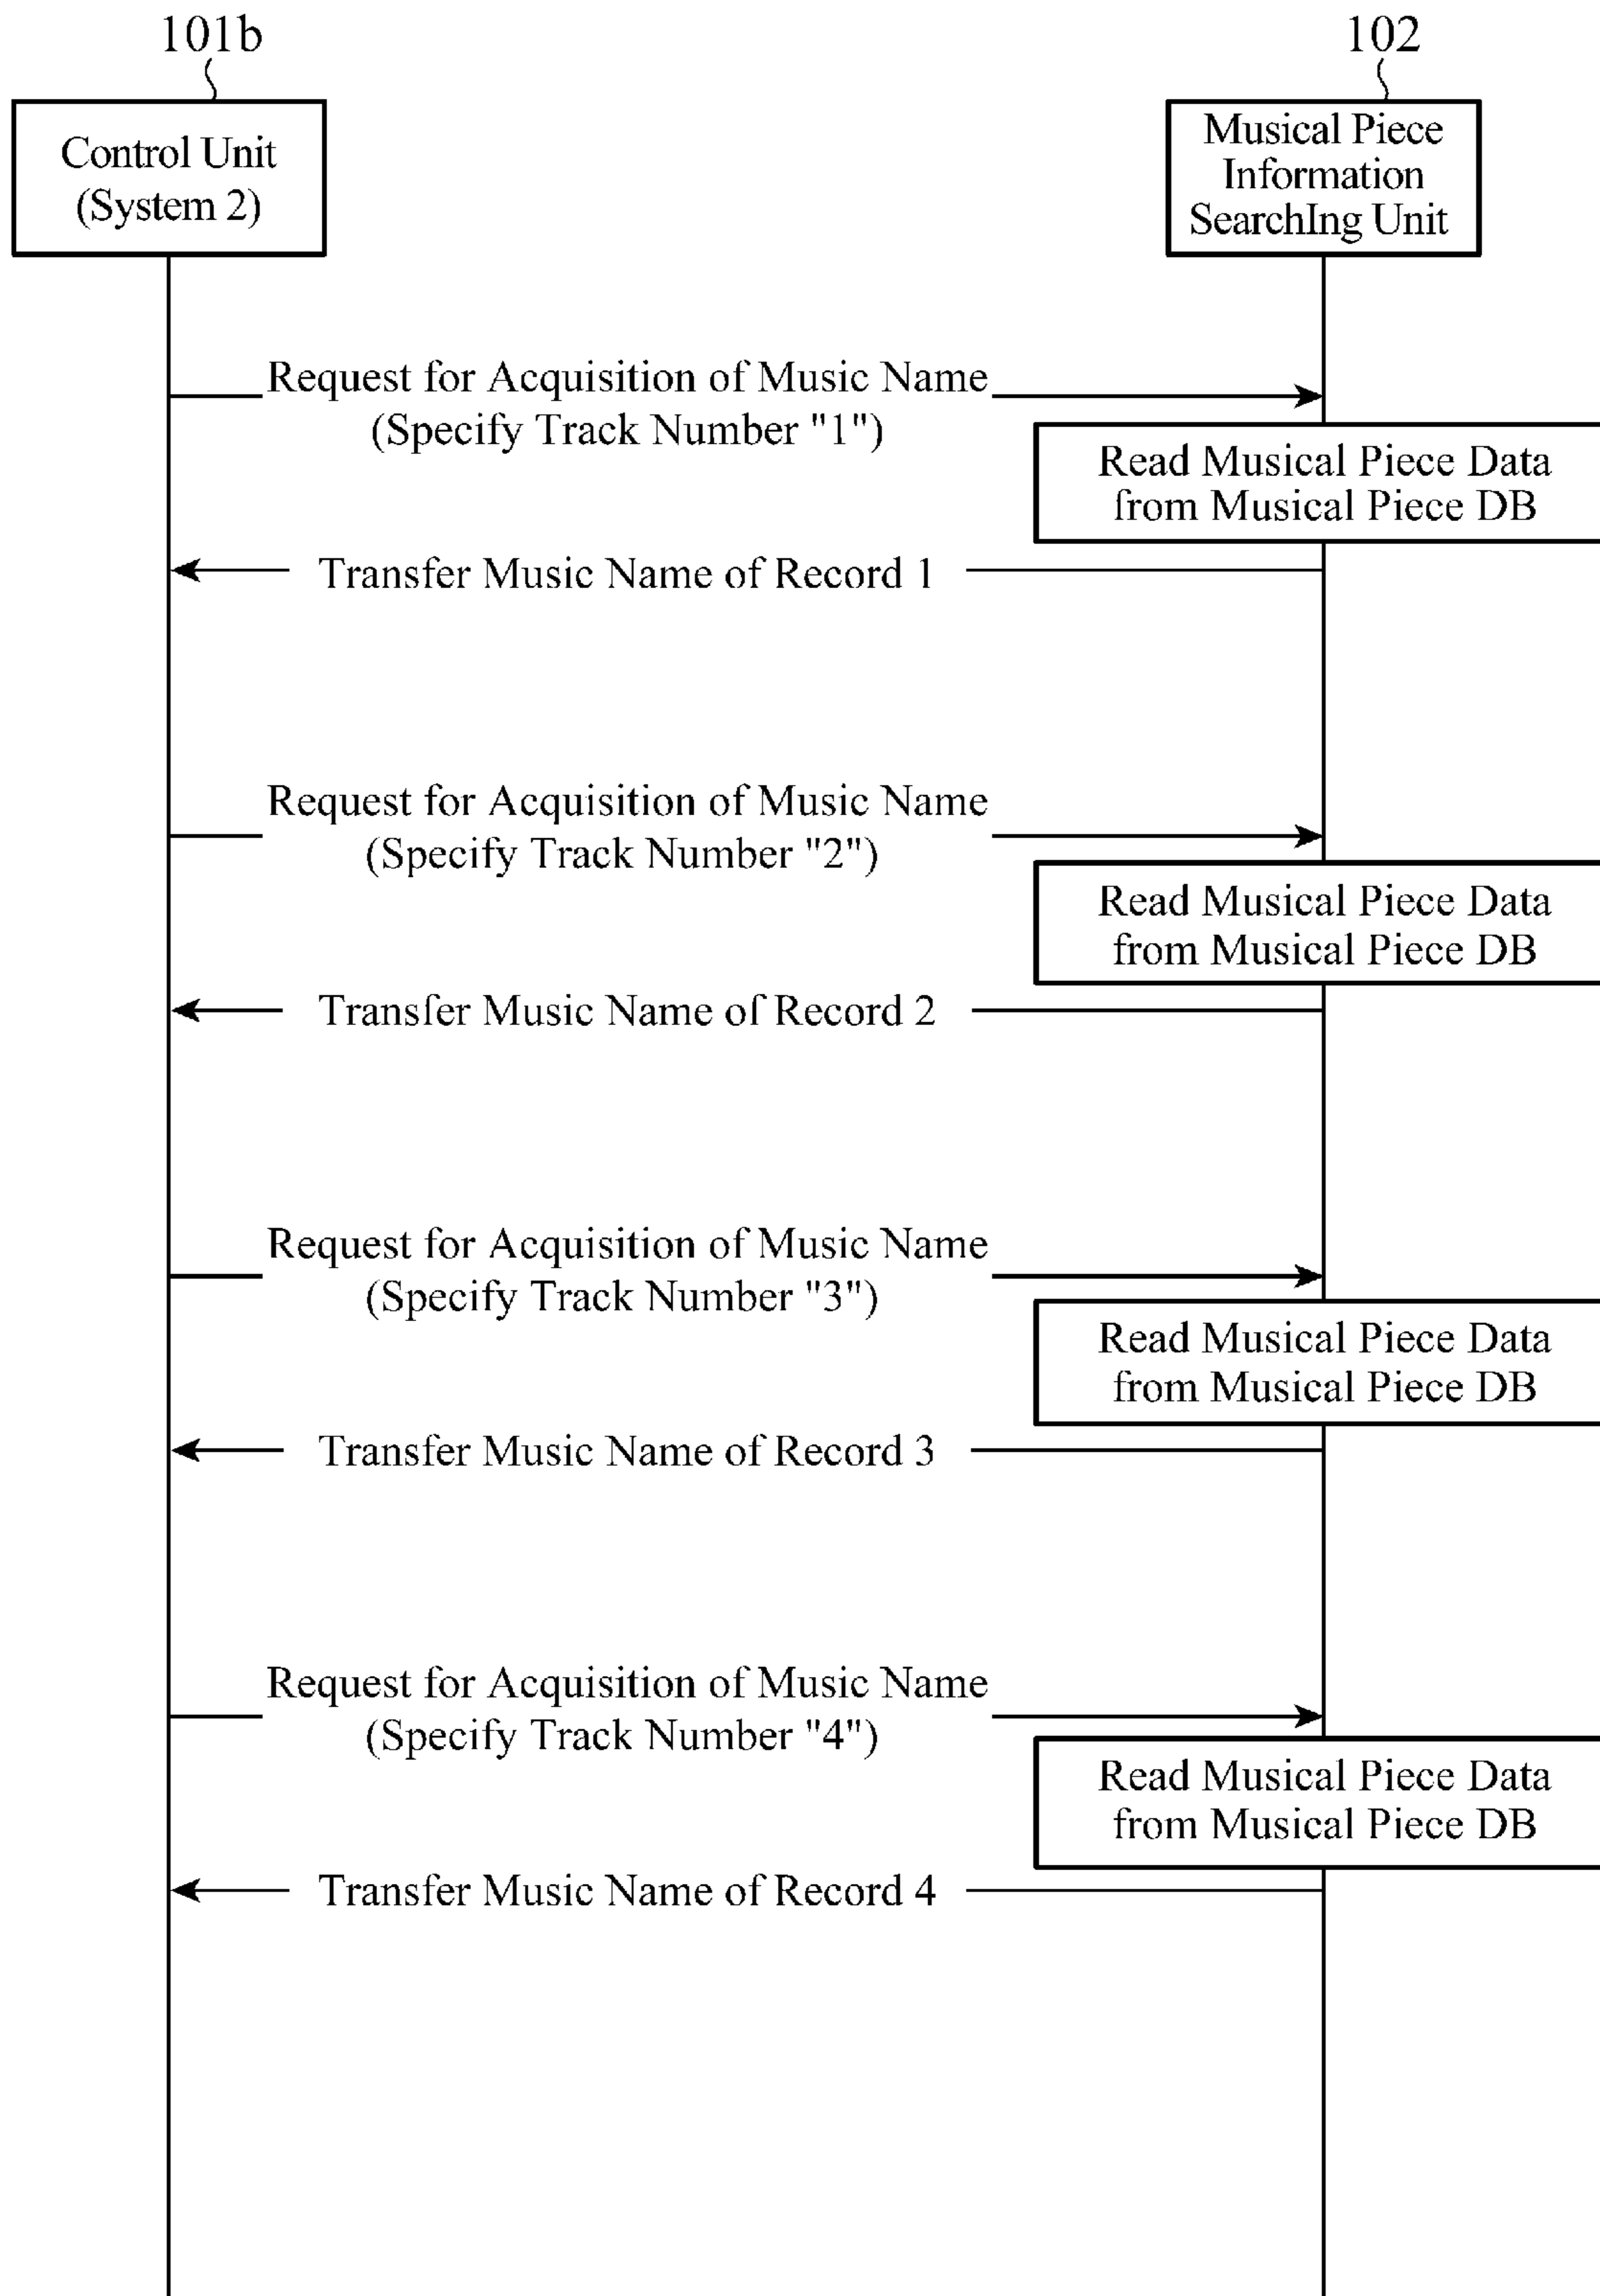 101b
102
Control Unit
(System 2)
Musical Piece
Information
SearchIng Unit
Request for Acquisition of Music Name
(Specify Track Number "1")
Read Musical Piece Data
from Musical Piece DB
Transfer Music Name of Record 1
Request for Acquisition of Music Name
(Specify Track Number "2")
Read Musical Piece Data
from Musical Piece DB
Transfer Music Name of Record 2
Request for Acquisition of Music Name
(Specify Track Number "3")
Read Musical Piece Data
from Musical Piece DB
Transfer Music Name of Record 3
Request for Acquisition of Music Name
(Specify Track Number "4")
Read Musical Piece Data
from Musical Piece DB
Transfer Music Name of Record 4